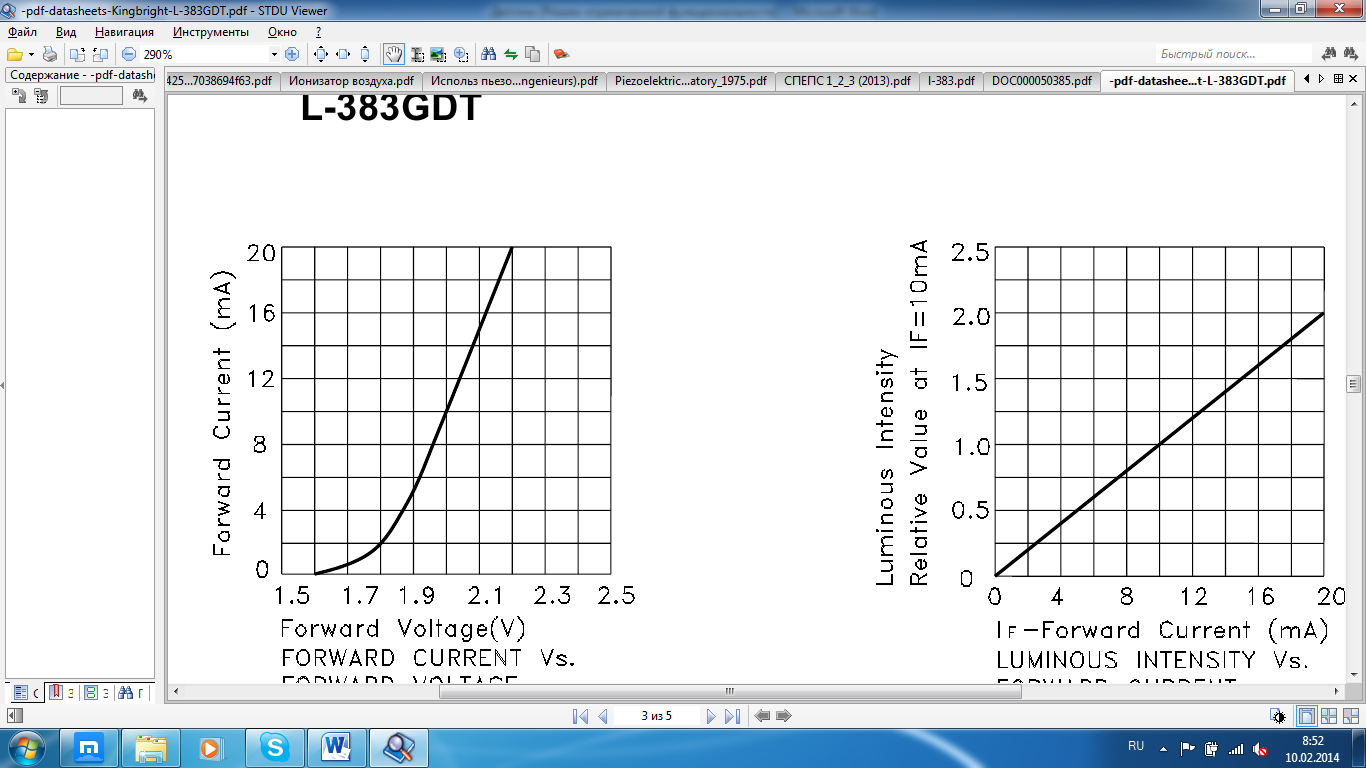 -pdf-datasheets-Kingbright-L-383GDT.pdf - STDU Viewer
Файл Вид Навигация Инструменты Окно ?
290%
Быстрый поиск...
Содержание - -pdf-datash
425...7038694f63.pdf Ионизатор воздуха.pdf Использ пьезо...ngenieurs).pdf Piezoelectric...atory_1975.pdf СПЕПС 1_2_3 (2013).pdf I-383.pdf DOC000050385.pdf -pdf-datashee...t-L-383GDT.pdf
L-383GDT
Forward Current (mA)
20
16
12
8
4
0
1.5 1.7 1.9 2.1 2.3 2.5
Forward Voltage(V)
FORWARD CURRENT Vs.
FORWARD VOLTAGE
Luminous Intensity
Relative Value at IF=10mA
2.5
2.0
1.5
1.0
0.5
0
0 4 8 12 16 20
IF-Forward Current (mA)
LUMINOUS INTENSITY Vs.
FORWARD CURRENT
С З З Г
3 из 5
RU
8:52
10.02.2014